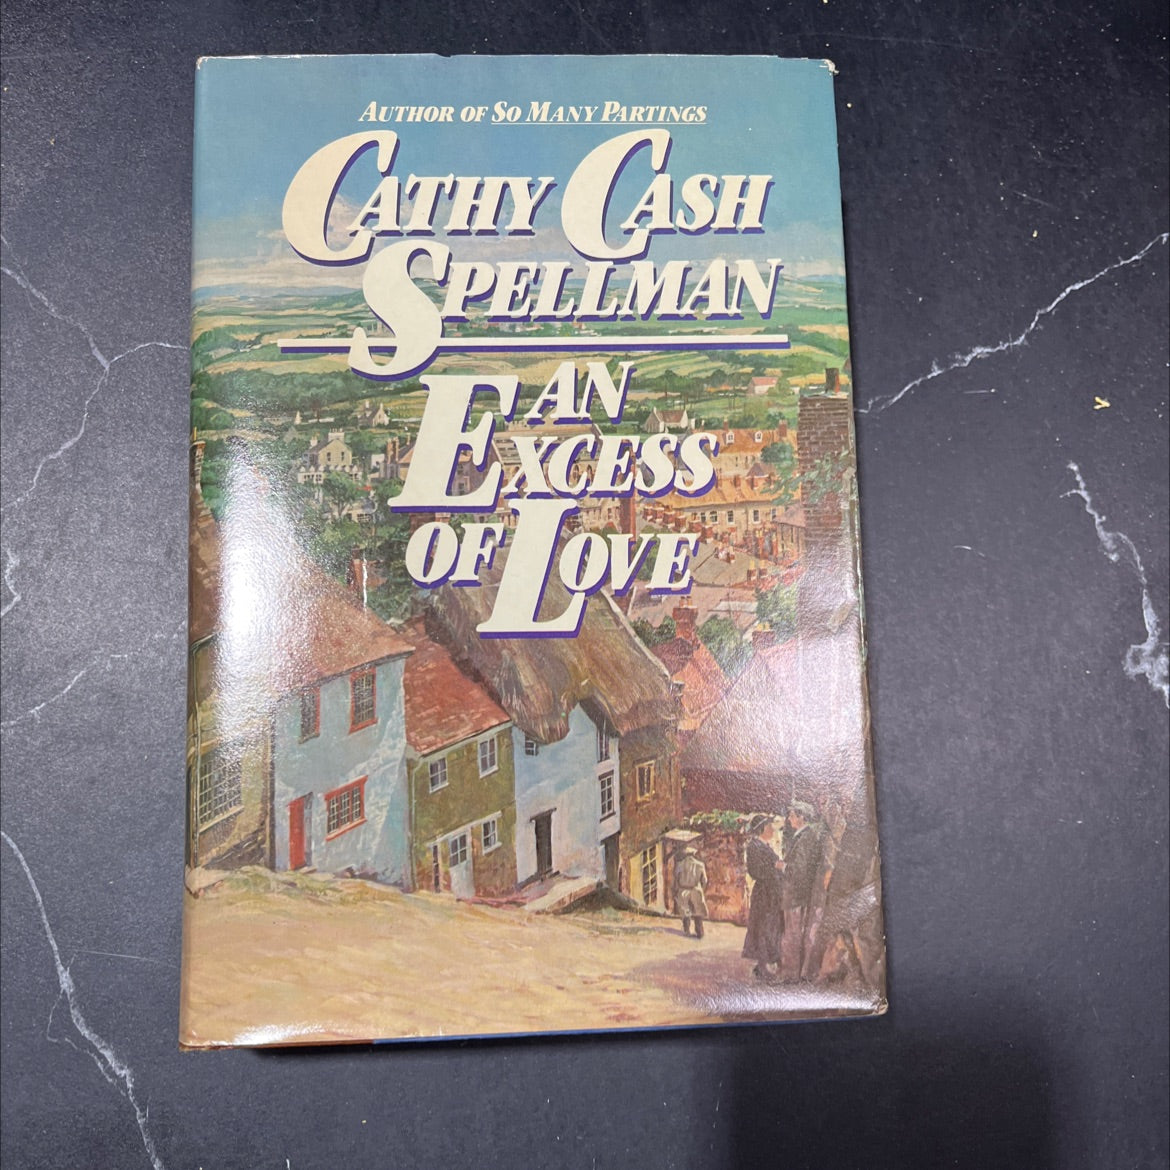 AUTHOR OF SO MANY PARTINGS
CATHY CASH
SPELLMAN
AN
EXCESS
OF LOVE